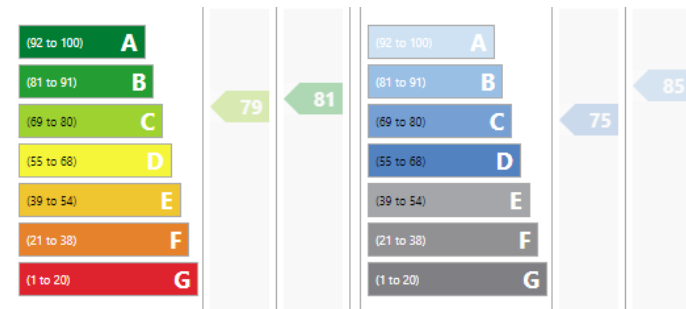 (92 to 100) A
(81 to 91) B
(69 to 80) C
(55 to 68) D
(39 to 54) E
(21 to 38) F
(1 to 20) G
79
81
(92 to 100) A
(81 to 91) B
(69 to 80) C
(55 to 68) D
(39 to 54) E
(21 to 38) F
(1 to 20) G
75
85